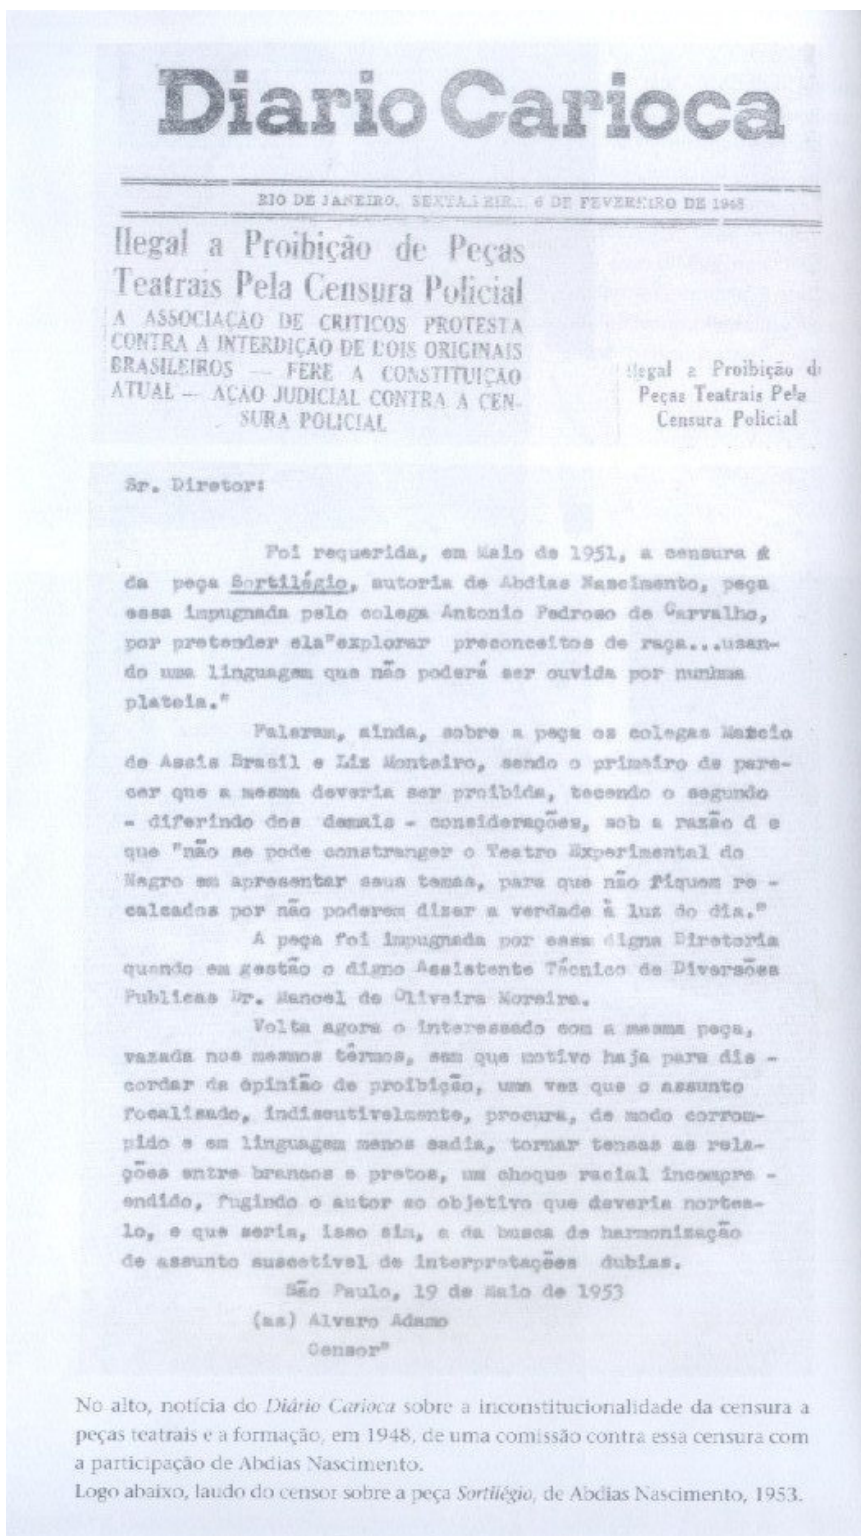 Diario Carioca
RIO DE JANEIRO, SEXTA-FEIRA, 6 DE FEVEREIRO DE 1948
Ilegal a Proibição de Peças
Teatrais Pela Censura Policial
A ASSOCIAÇÃO DE CRITICOS PROTESTA
CONTRA A INTERDIÇÃO DE DOIS ORIGINAIS
BRASILEIROS — FERE A CONSTITUIÇÃO
ATUAL — AÇÃO JUDICIAL CONTRA A CEN-
SURA POLICIAL
Ilegal a Proibição de
Peças Teatrais Pela
Censura Policial
Sr. Diretor:
Foi requerida, em Maio de 1951, a censura
da peça Sortilégio, autoria de Abdias Nascimento, peça
essa impugnada pelo colega Antonio Pedroso de Carvalho,
por pretender ela"explorar preconceitos de raça...usan-
do uma linguagem que não poderá ser ouvida por nunhuma
plateia."
Falaram, ainda, sobre a peça os colegas Marcio
de Assis Brasil e Liz Monteiro, sendo o primeiro de pare-
cer que a mesma deveria ser proibida, tecendo o segundo
- diferindo dos demais - considerações, sob a razão d e
que "não se pode constranger o Teatro Experimental do
Negro em apresentar seus temas, para que não fiquem re -
calcados por não poderem dizer a verdade à luz do dia."
A peça foi impugnada por essa digna Diretoria
quando em gestão o digno Assistente Técnico de Diversões
Publicas Dr. Manoel de Oliveira Moreira.
Volta agora o interessado com a mesma peça,
vazada nos mesmos têrmos, sem que motivo haja para dis -
cordar da opinião de proibição, uma vez que o assunto
focalisado, indiscutivelmente, procura, de modo corrom-
pido e em linguagem menos sadia, tornar tensas as rela-
ções entre brancos e pretos, um choque racial incompre -
endido, fugindo o autor ao objetivo que deveria nortea-
lo, e que seria, isso sim, o da busca de harmonisação
de assunto suscetivel de interpretações dubias.
São Paulo, 19 de Maio de 1953
(as) Alvaro Adamo
Censor"
No alto, notícia do Diário Carioca sobre a inconstitucionalidade da censura a
peças teatrais e a formação, em 1948, de uma comissão contra essa censura com
a participação de Abdias Nascimento.
Logo abaixo, laudo do censor sobre a peça Sortilégio, de Abdias Nascimento, 1953.